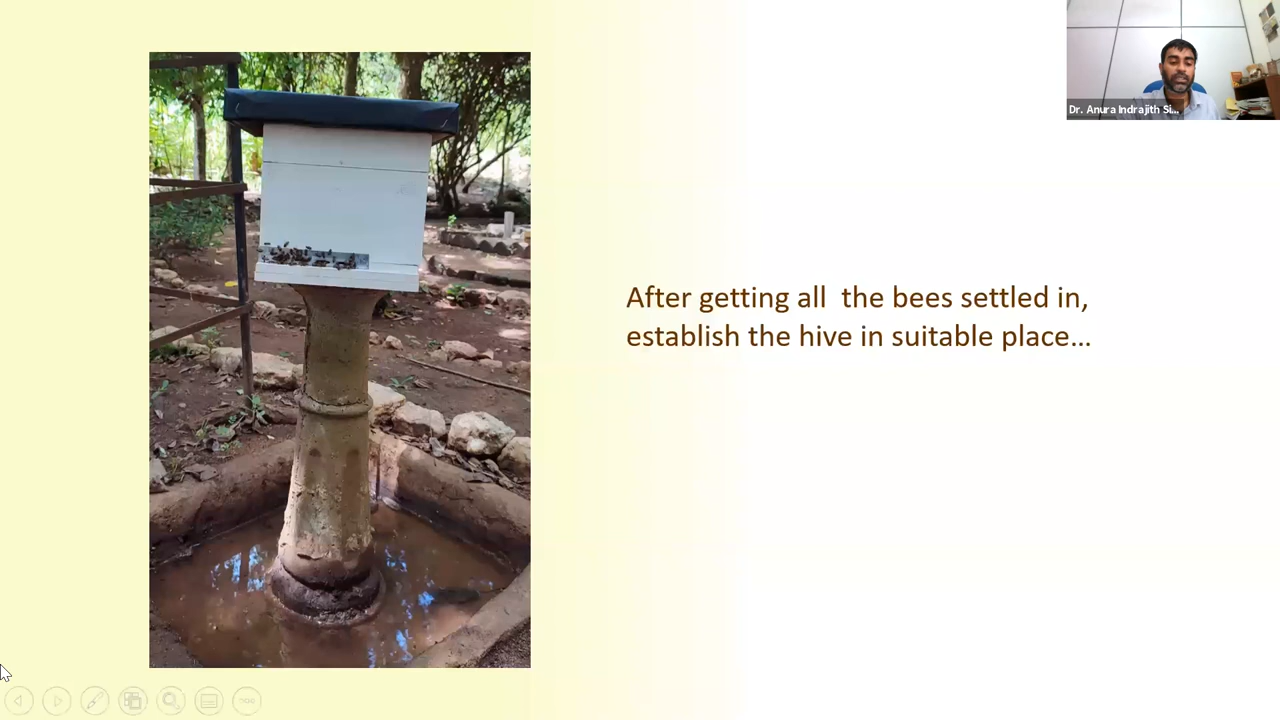 Dr. Anura Indrajith Si...
After getting all  the bees settled in,
establish the hive in suitable place...